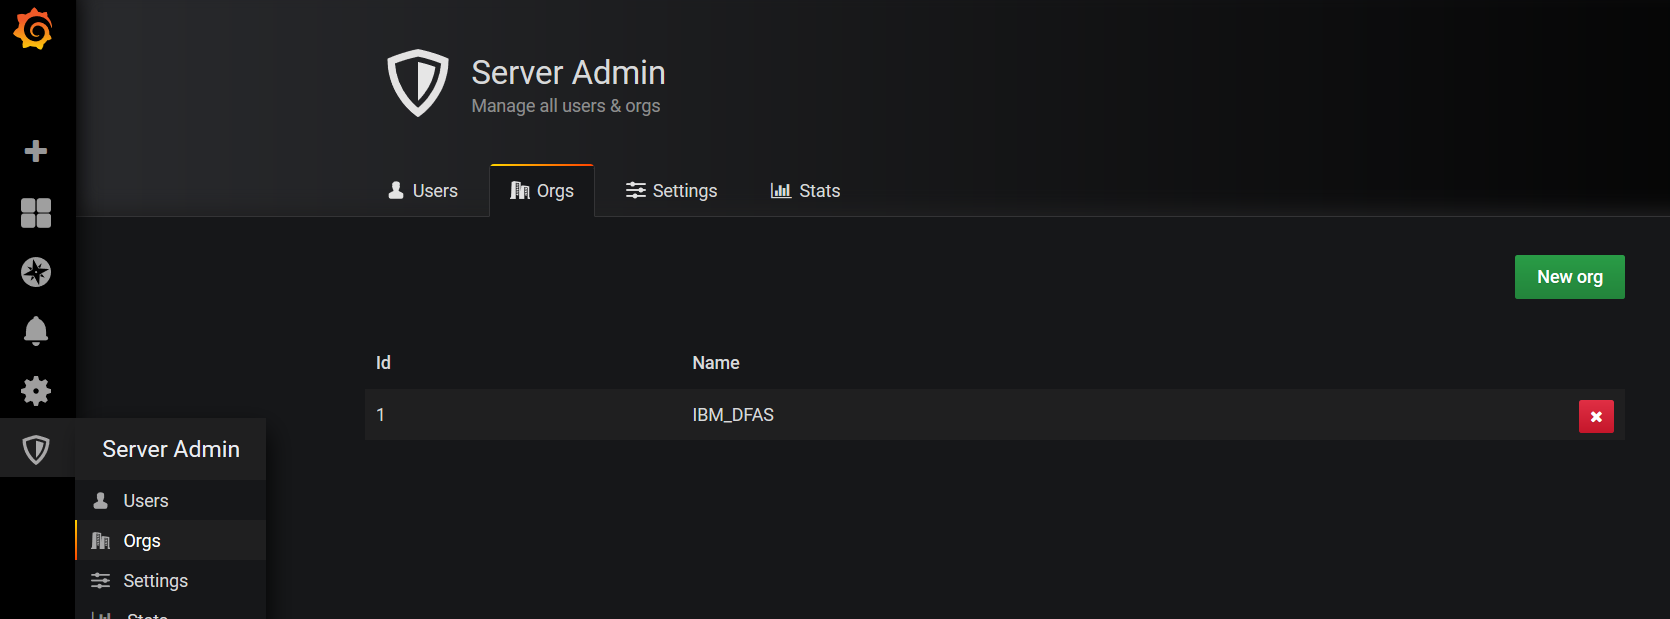 Server Admin
Manage all users & orgs
Users
Orgs
Settings
Stats
New org
Id
Name
1
IBM_DFAS
Server Admin
Users
Orgs
Settings
Stats